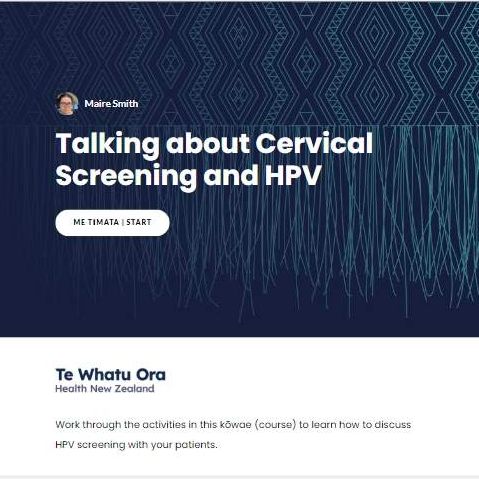 Maire Smith
Talking about Cervical
Screening and HPV
ME TĪMATA | START
Te Whatu Ora
Health New Zealand
Work through the activities in this kōwae (course) to learn how to discuss
HPV screening with your patients.